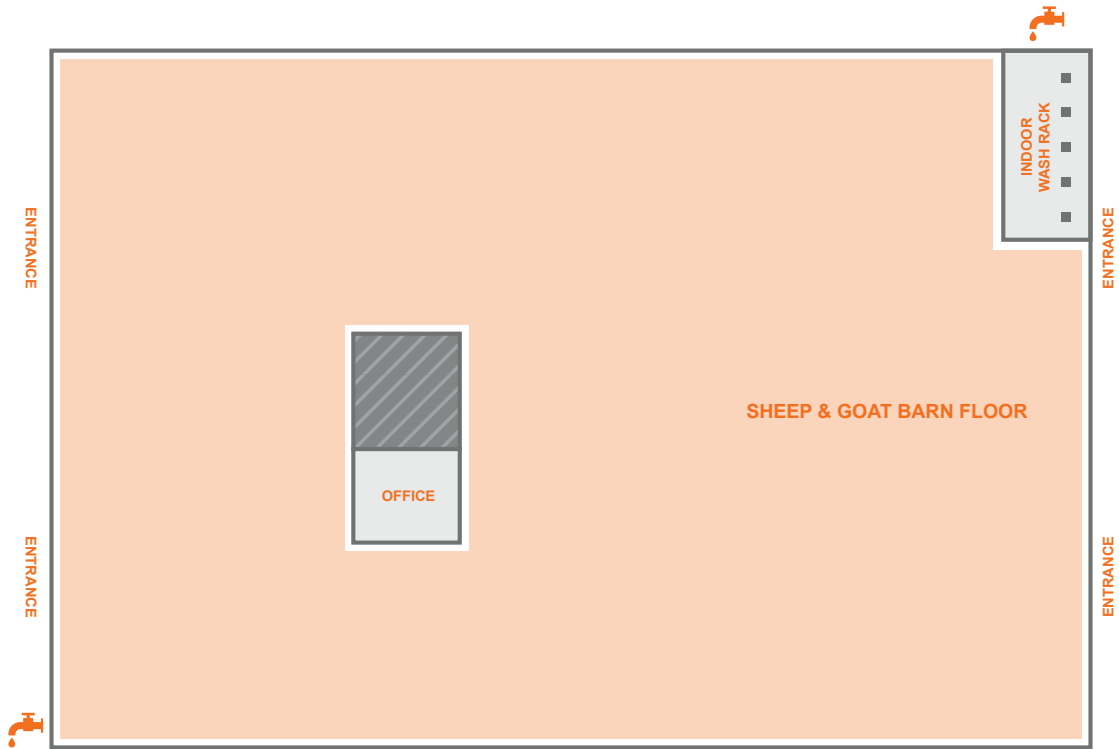 INDOOR
WASH RACK
ENTRANCE
ENTRANCE
SHEEP & GOAT BARN FLOOR
OFFICE
ENTRANCE
ENTRANCE